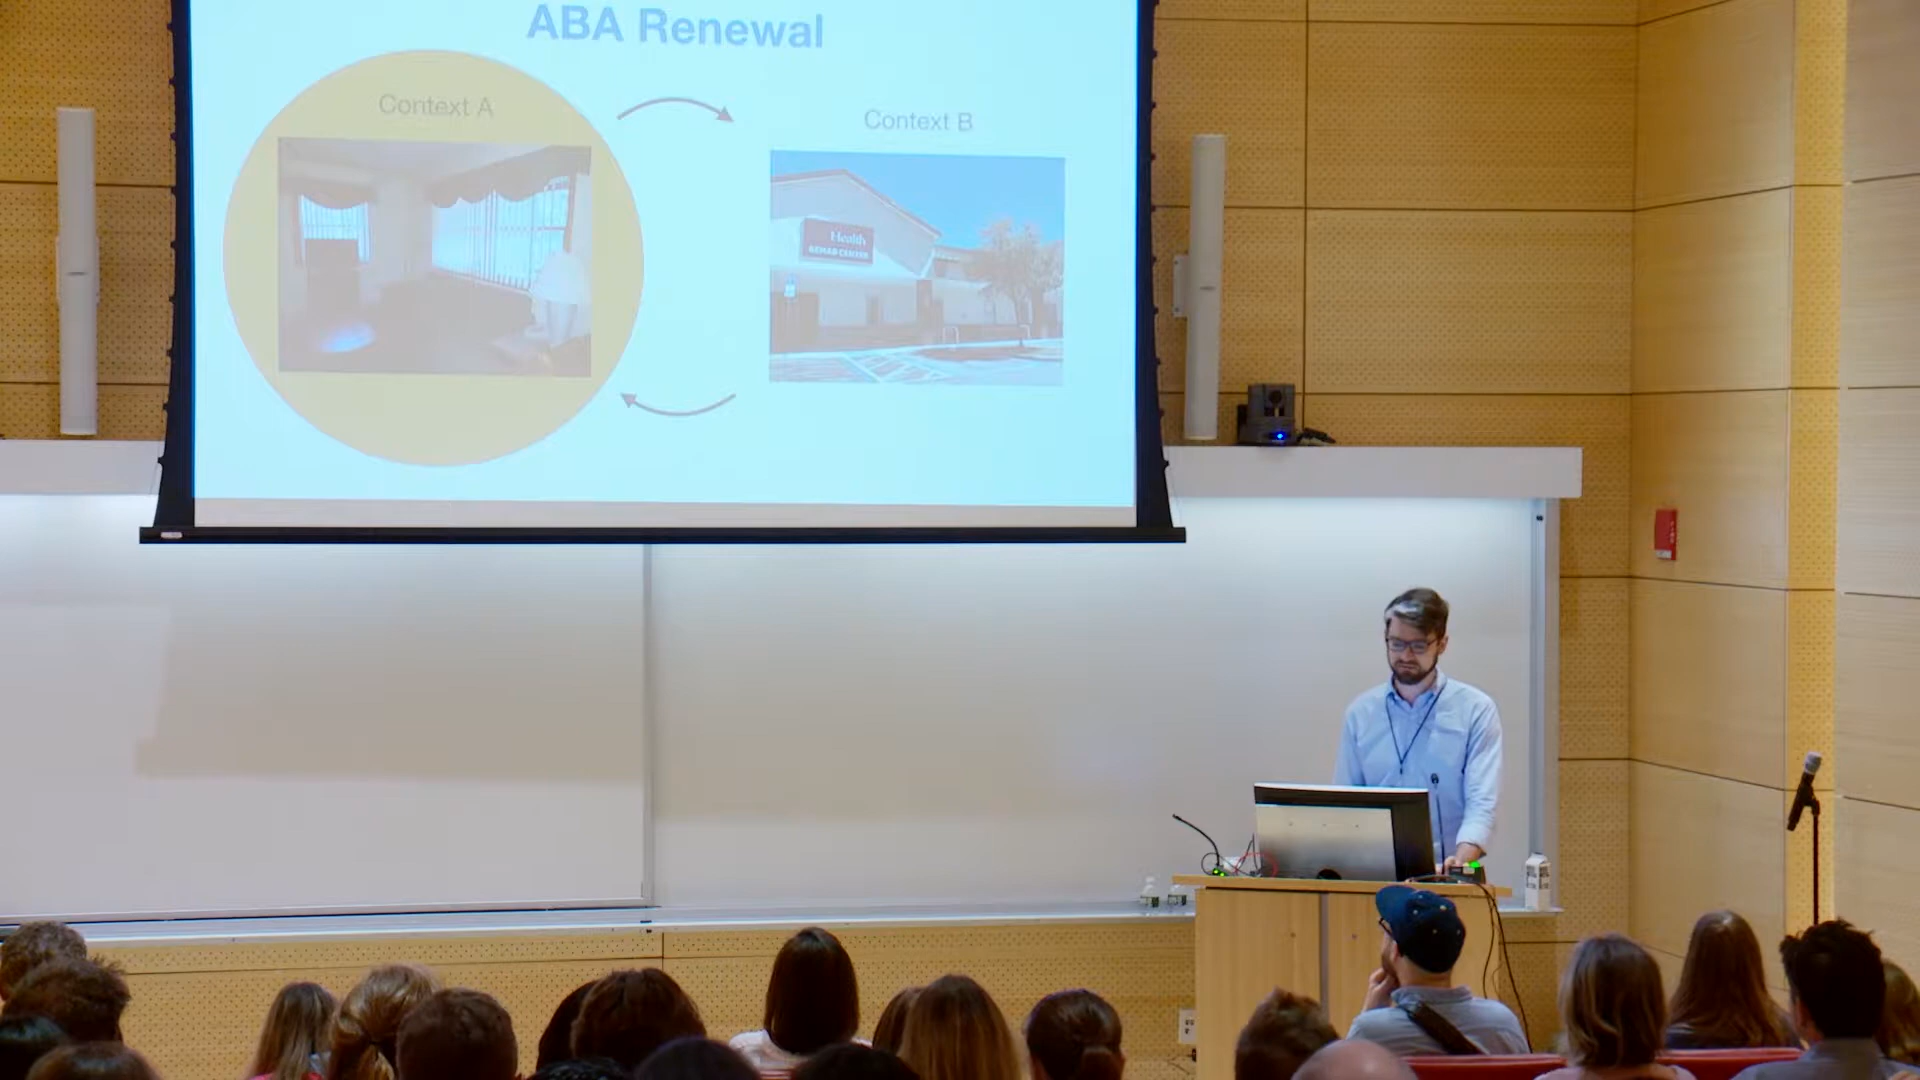 ABA Renewal
Context A
Context B
Health
REHAB CENTER